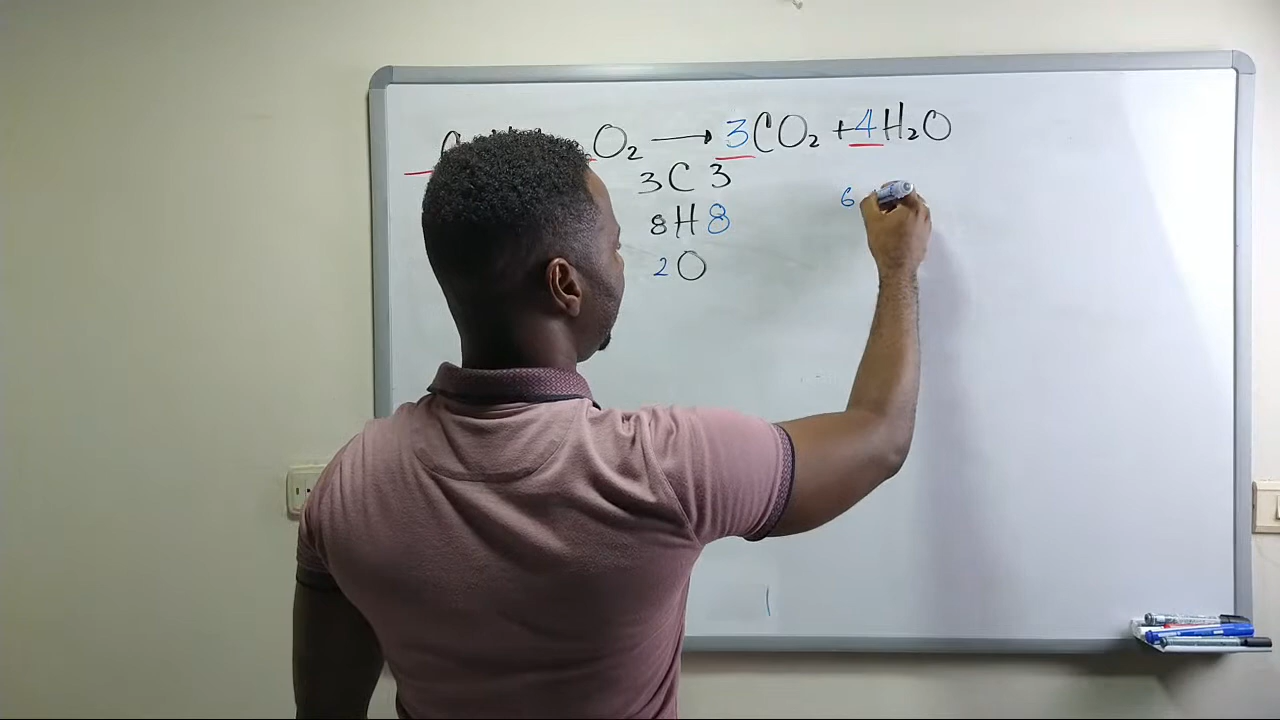 O₂ → 3CO₂ + 4H₂O
3 C 3
6
8 H 8
2 O